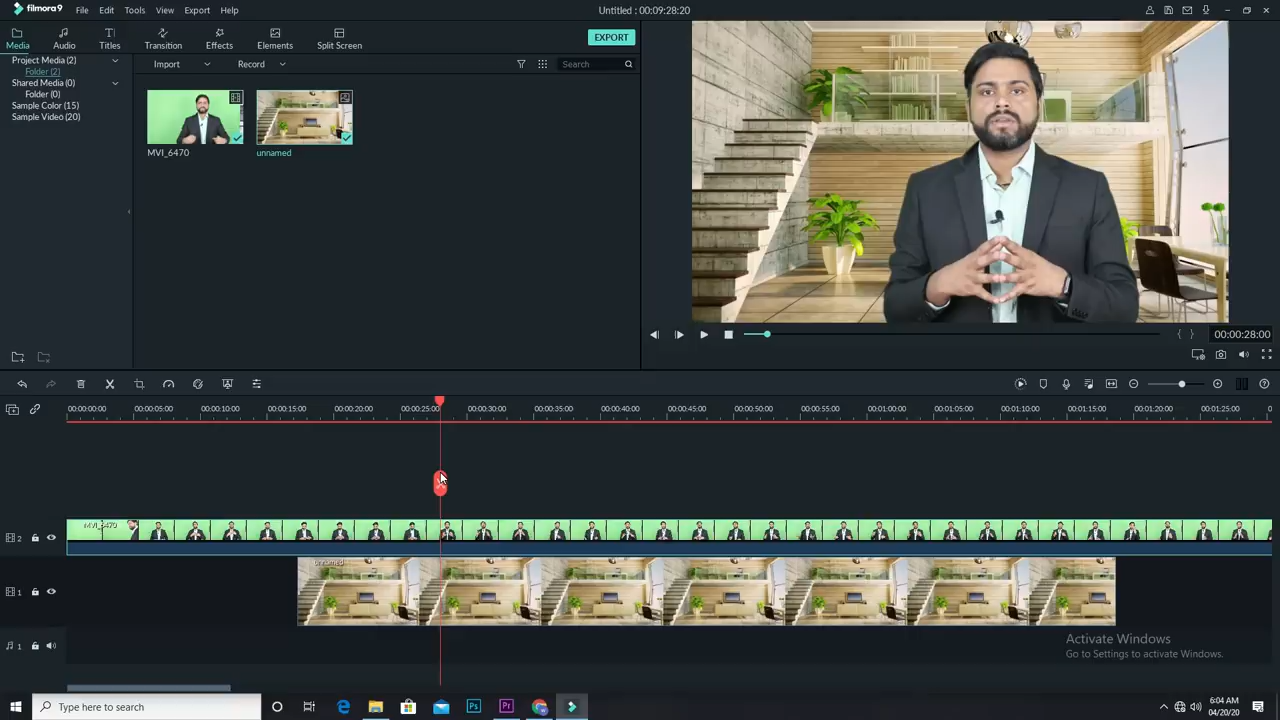 filmora9 File Edit Tools View Export Help Untitled : 00:09:28:20
Media Audio Titles Transition Effects Elements Split Screen EXPORT
Project Media (2) Import Record Search
Folder (2)
Shared Media (0)
Folder (0)
Sample Color (15)
Sample Video (20)
MVI_6470 unnamed
{ } 00:00:28:00
00:00:00:00 00:00:05:00 00:00:10:00 00:00:15:00 00:00:20:00 00:00:25:00 00:00:30:00 00:00:35:00 00:00:40:00 00:00:45:00 00:00:50:00 00:00:55:00 00:01:00:00 00:01:05:00 00:01:10:00 00:01:15:00 00:01:20:00 00:01:25:00 0
MVI_6470
2
unnamed
1
1
Activate Windows
Go to Settings to activate Windows.
Type here to search Ps Pr 6:04 AM
04/20/20